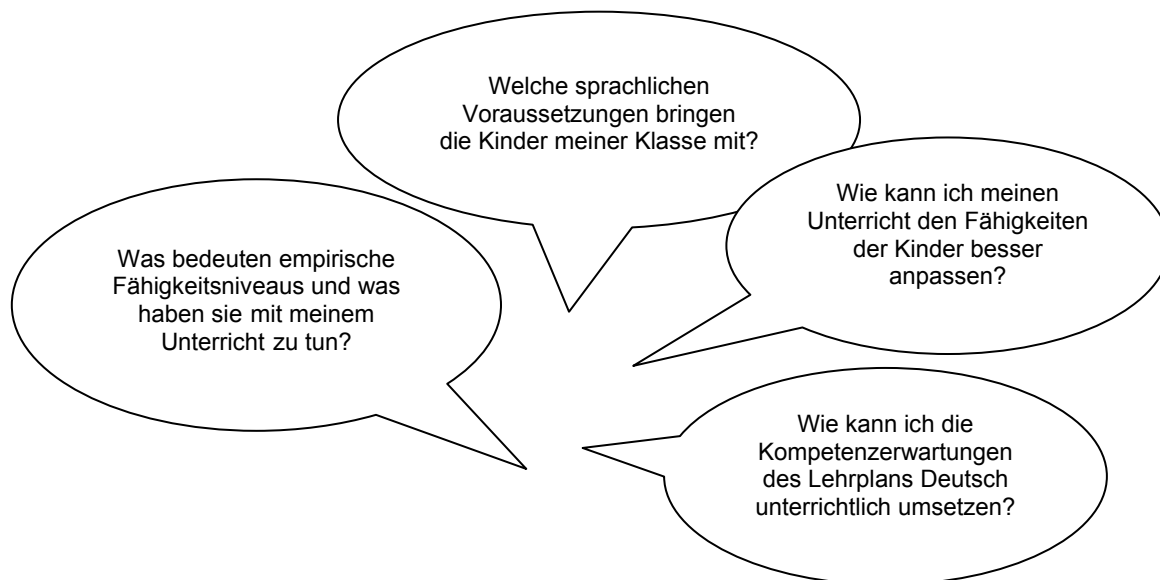 Welche sprachlichen
Voraussetzungen bringen
die Kinder meiner Klasse mit?
Wie kann ich meinen
Unterricht den Fähigkeiten
der Kinder besser
anpassen?
Was bedeuten empirische
Fähigkeitsniveaus und was
haben sie mit meinem
Unterricht zu tun?
Wie kann ich die
Kompetenzerwartungen
des Lehrplans Deutsch
unterrichtlich umsetzen?